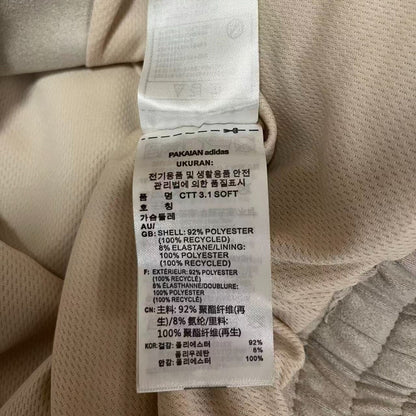 PAKAIAN adidas
UKURAN:
전기용품 및 생활용품 안전
관리법에 의한 품질표시
품 명 CTT 3.1 SOFT
호 칭
가슴둘레
AU/
GB: SHELL: 92% POLYESTER
(100% RECYCLED)
8% ELASTANE/LINING:
100% POLYESTER
(100% RECYCLED)
F: EXTÉRIEUR: 92% POLYESTER
(100% RECYCLED)
8% ÉLASTHANNE/DOUBLURE:
100% POLYESTER
(100% RECYCLED)
CN: 主料: 92% 聚酯纤维(再
生)/8% 氨纶/里料:
100% 聚酯纤维(再生)
KOR: 겉감: 폴리에스터 92%
폴리우레탄 8%
안감: 폴리에스터 100%